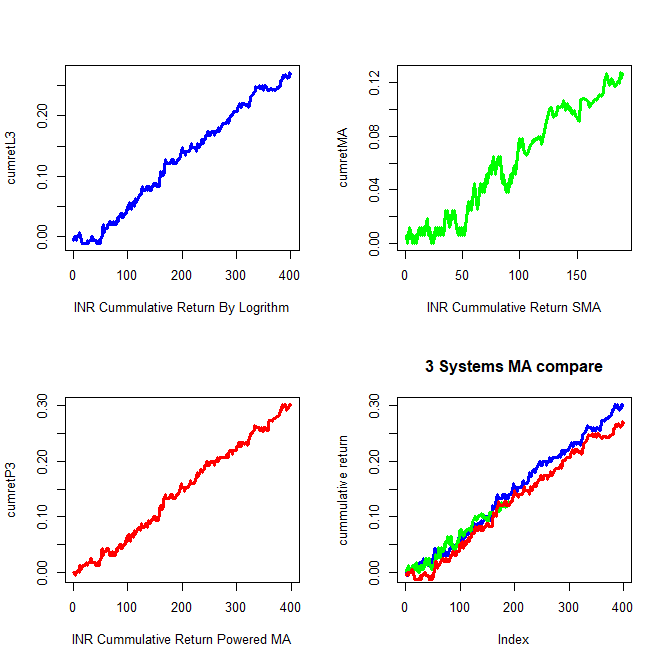 cumretL3
0.00 0.10 0.20
0 100 200 300 400
INR Cummulative Return By Logrithm
cumretMA
0.00 0.04 0.08 0.12
0 50 100 150
INR Cummulative Return SMA
cumretP3
0.00 0.10 0.20 0.30
0 100 200 300 400
INR Cummulative Return Powered MA
3 Systems MA compare
cummulative return
0.00 0.10 0.20 0.30
0 100 200 300 400
Index